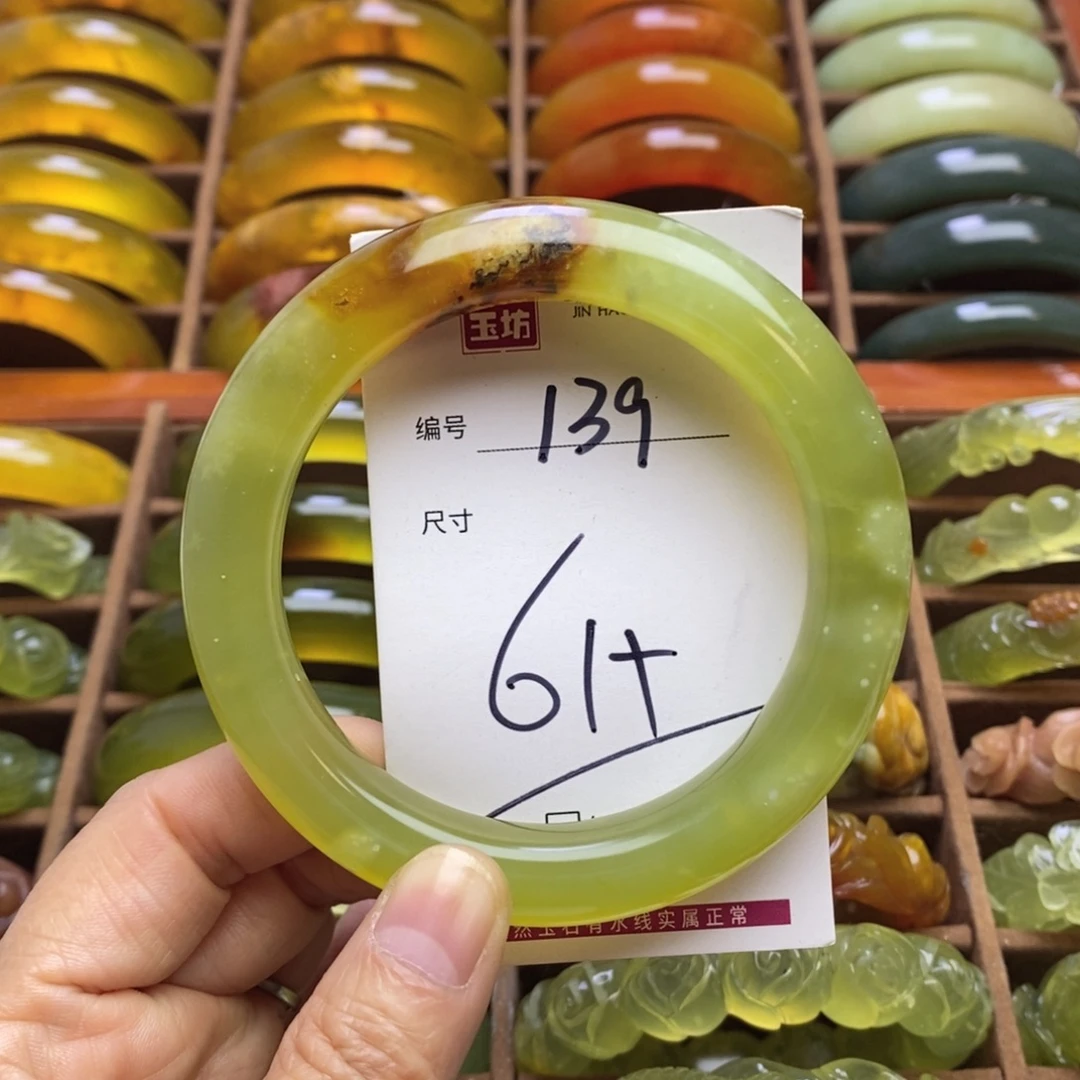 玉坊
JIN HA
编号 139
尺寸
61+
然玉石有水线实属正常